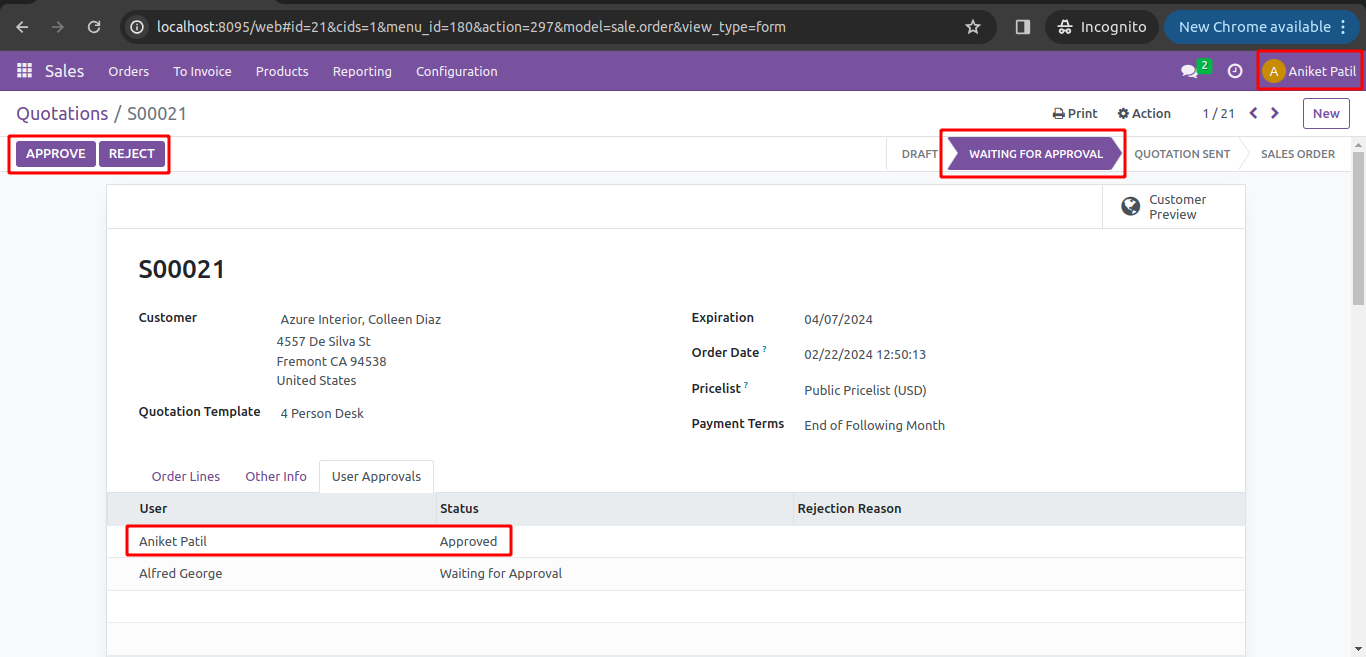 localhost:8095/web#id=21&cids=1&menu_id=180&action=297&model=sale.order&view_type=form
Incognito
New Chrome available
Sales
Orders
To Invoice
Products
Reporting
Configuration
2
A
Aniket Patil
Quotations / S00021
Print
Action
1 / 21
New
APPROVE
REJECT
DRAFT
WAITING FOR APPROVAL
QUOTATION SENT
SALES ORDER
Customer
Preview
S00021
Customer
Azure Interior, Colleen Diaz
4557 De Silva St
Fremont CA 94538
United States
Quotation Template
4 Person Desk
Expiration
04/07/2024
Order Date ?
02/22/2024 12:50:13
Pricelist ?
Public Pricelist (USD)
Payment Terms
End of Following Month
Order Lines
Other Info
User Approvals
User
Status
Rejection Reason
Aniket Patil
Approved
Alfred George
Waiting for Approval